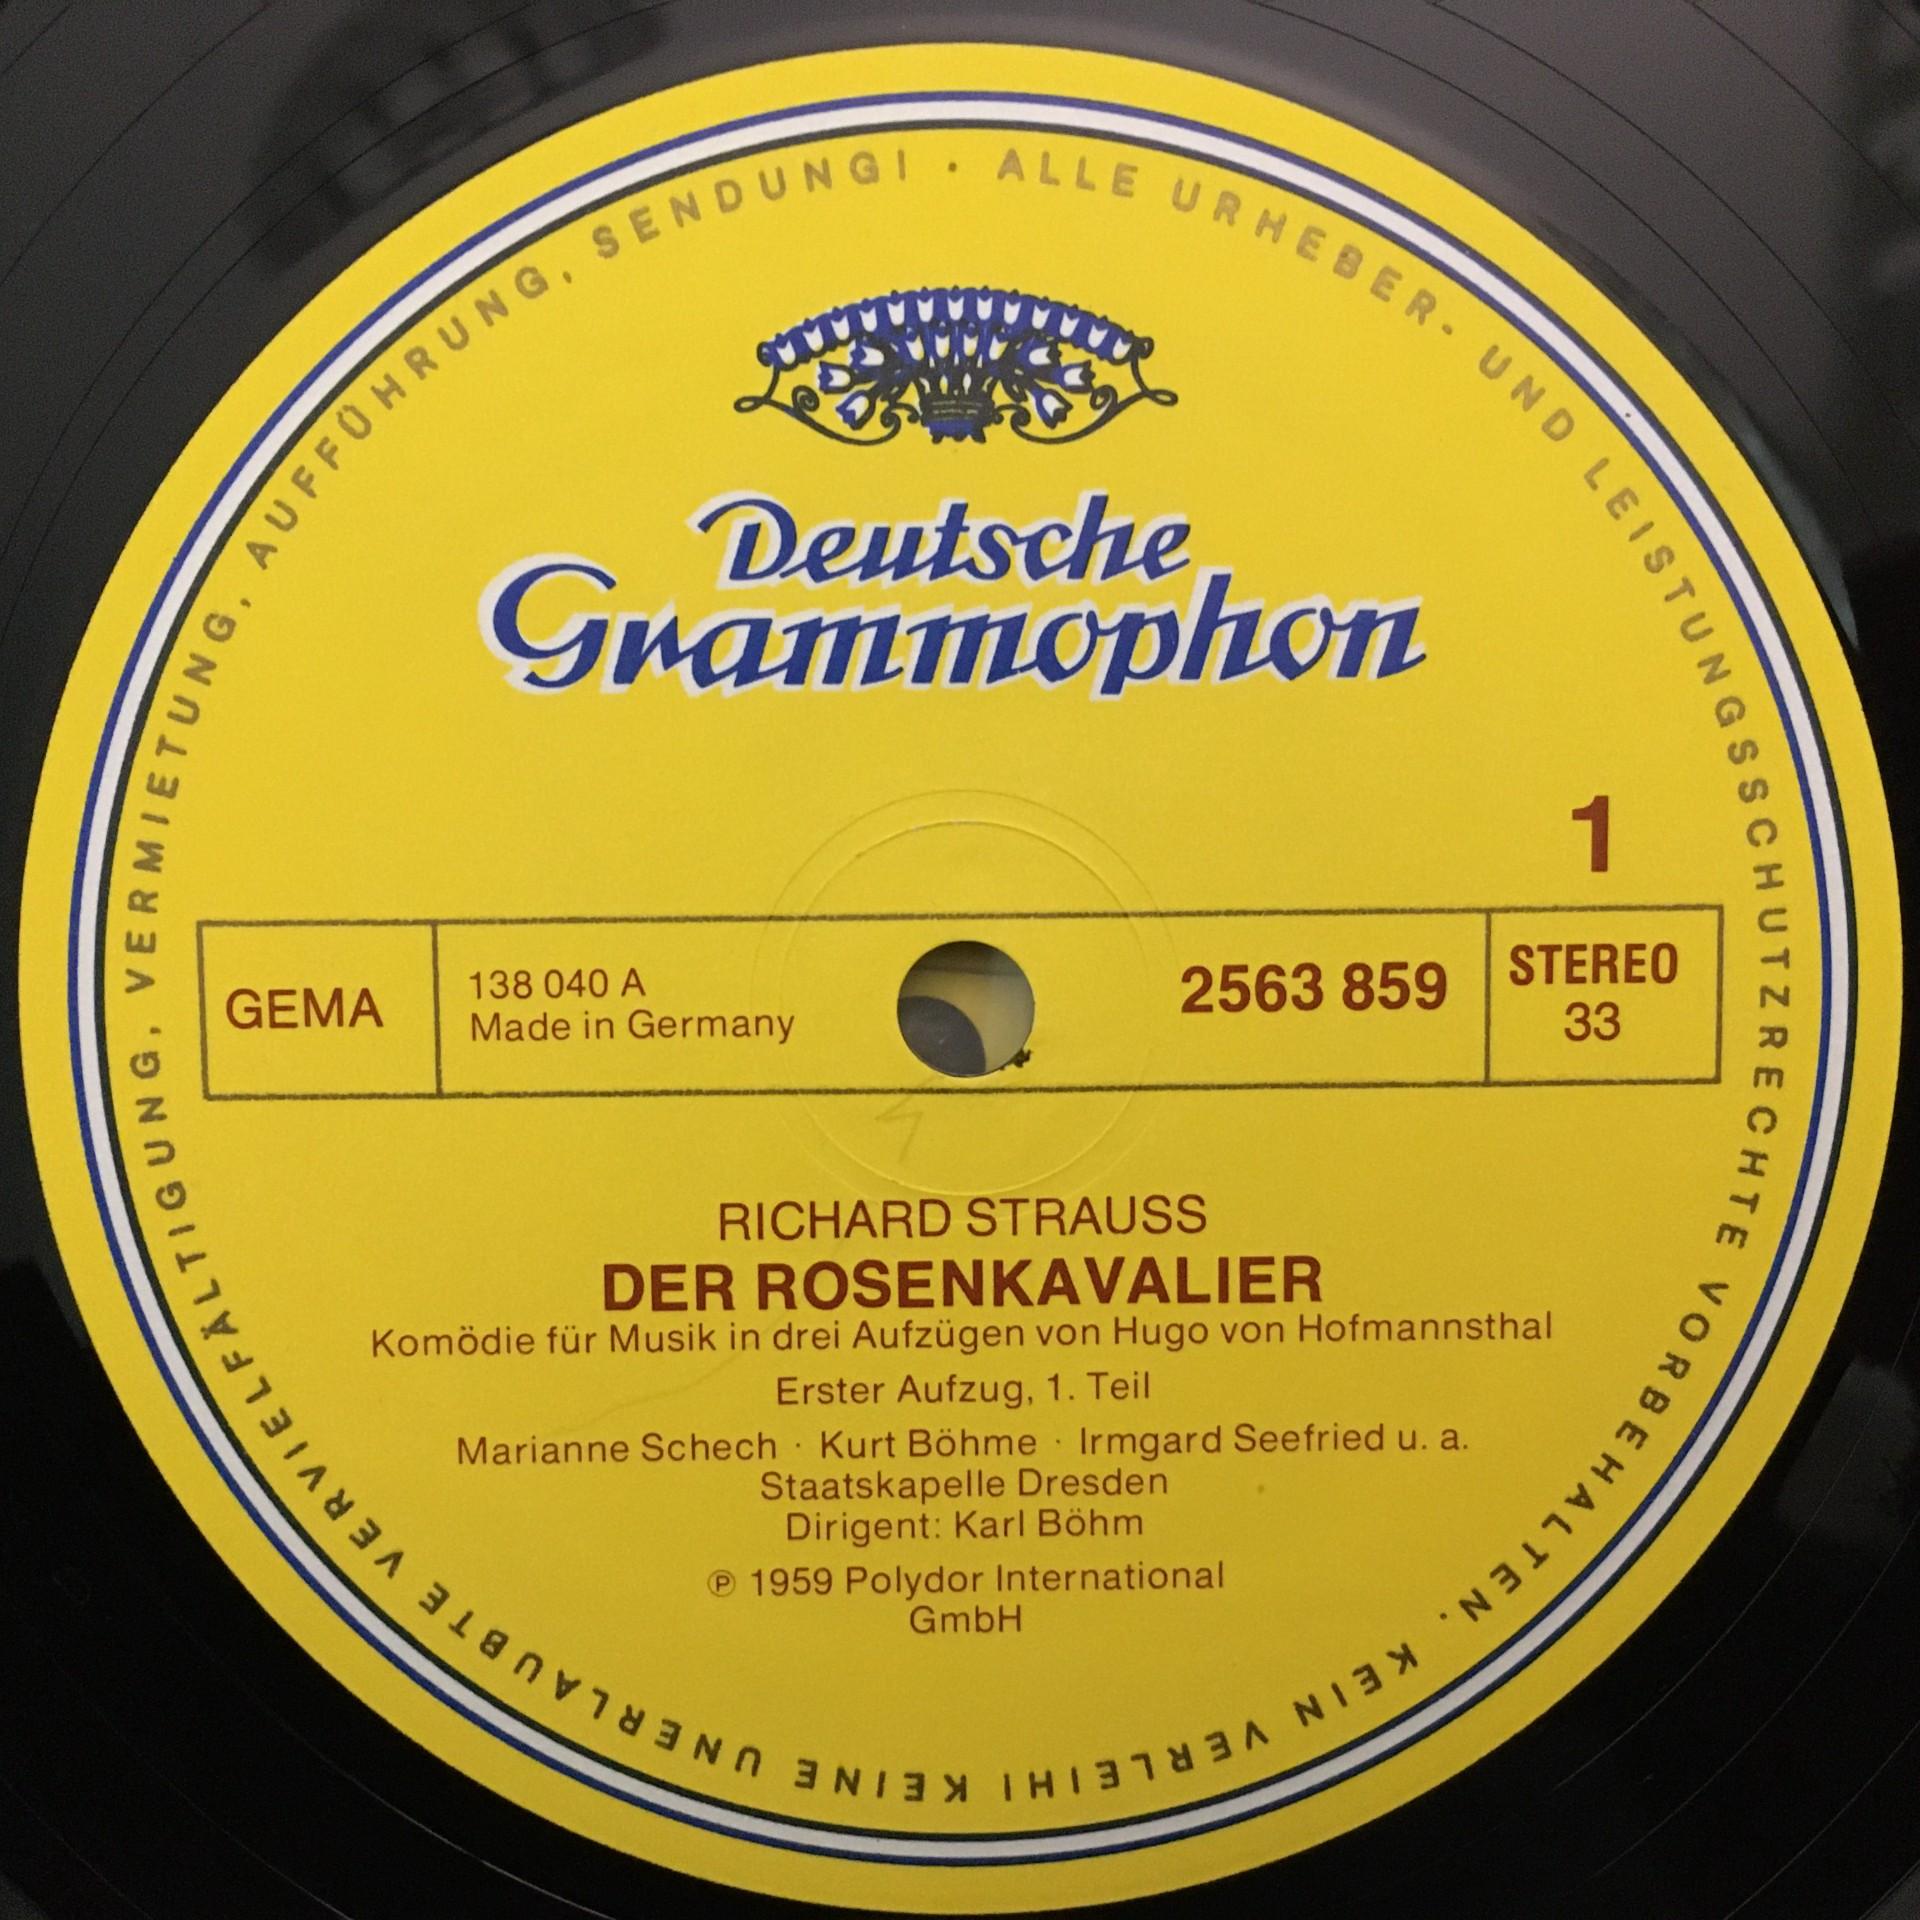 ALLE URHEBER- UND LEISTUNGSSCHUTZRECHTE VORBEHALTEN. KEIN VERLEIH! KEINE UNERLAUBTE VERVIELFÄLTIGUNG, VERMIETUNG, AUFFÜHRUNG, SENDUNG! ·
Deutsche
Grammophon
1
GEMA
138 040 A
Made in Germany
2563 859
STEREO
33
RICHARD STRAUSS
DER ROSENKAVALIER
Komödie für Musik in drei Aufzügen von Hugo von Hofmannsthal
Erster Aufzug, 1. Teil
Marianne Schech · Kurt Böhme · Irmgard Seefried u. a.
Staatskapelle Dresden
Dirigent: Karl Böhm
℗ 1959 Polydor International
GmbH